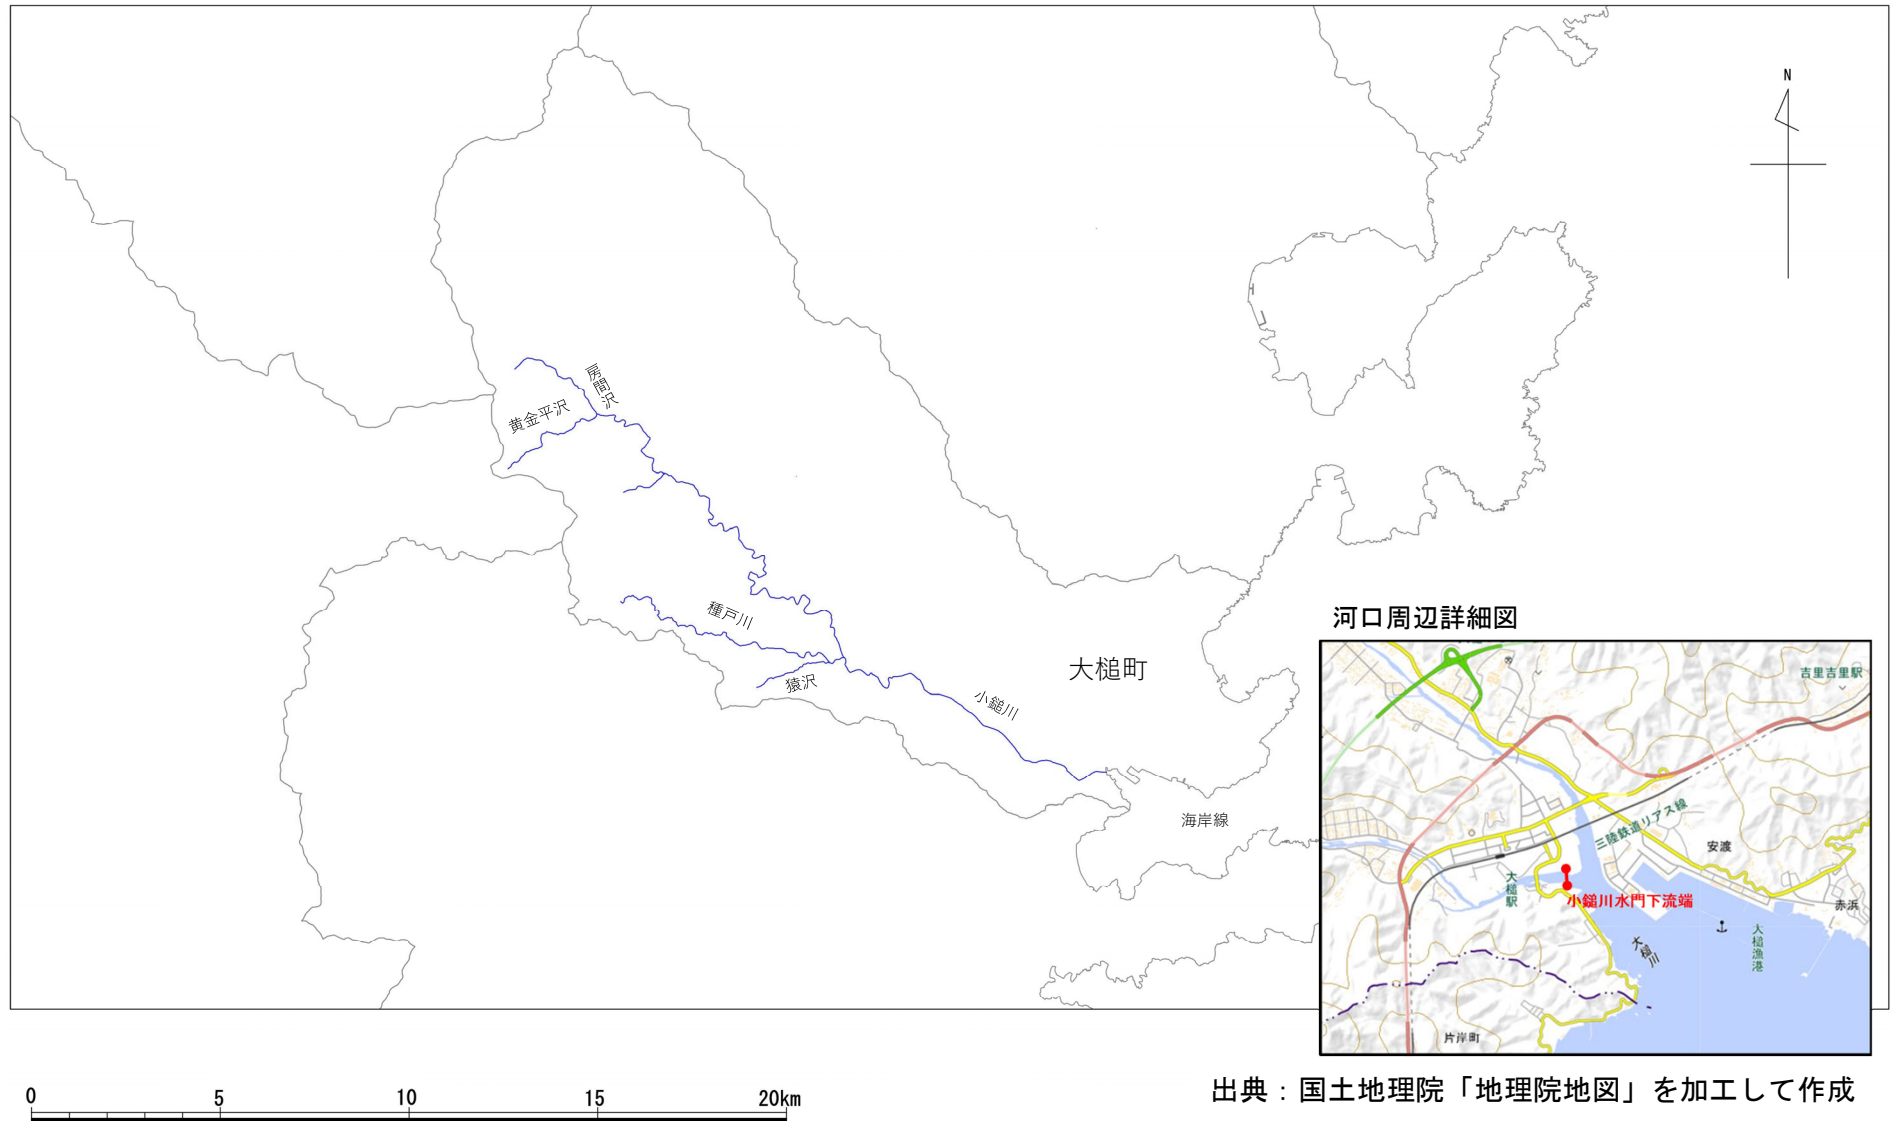 N
房間沢
黄金平沢
種戸川
猿沢
小鎚川
大槌町
海岸線
河口周辺詳細図
吉里吉里駅
三陸鉄道リアス線
安渡
大槌駅
小鎚川水門下流端
赤浜
大槌川
大槌漁港
片岸町
0 5 10 15 20km
出典：国土地理院「地理院地図」を加工して作成